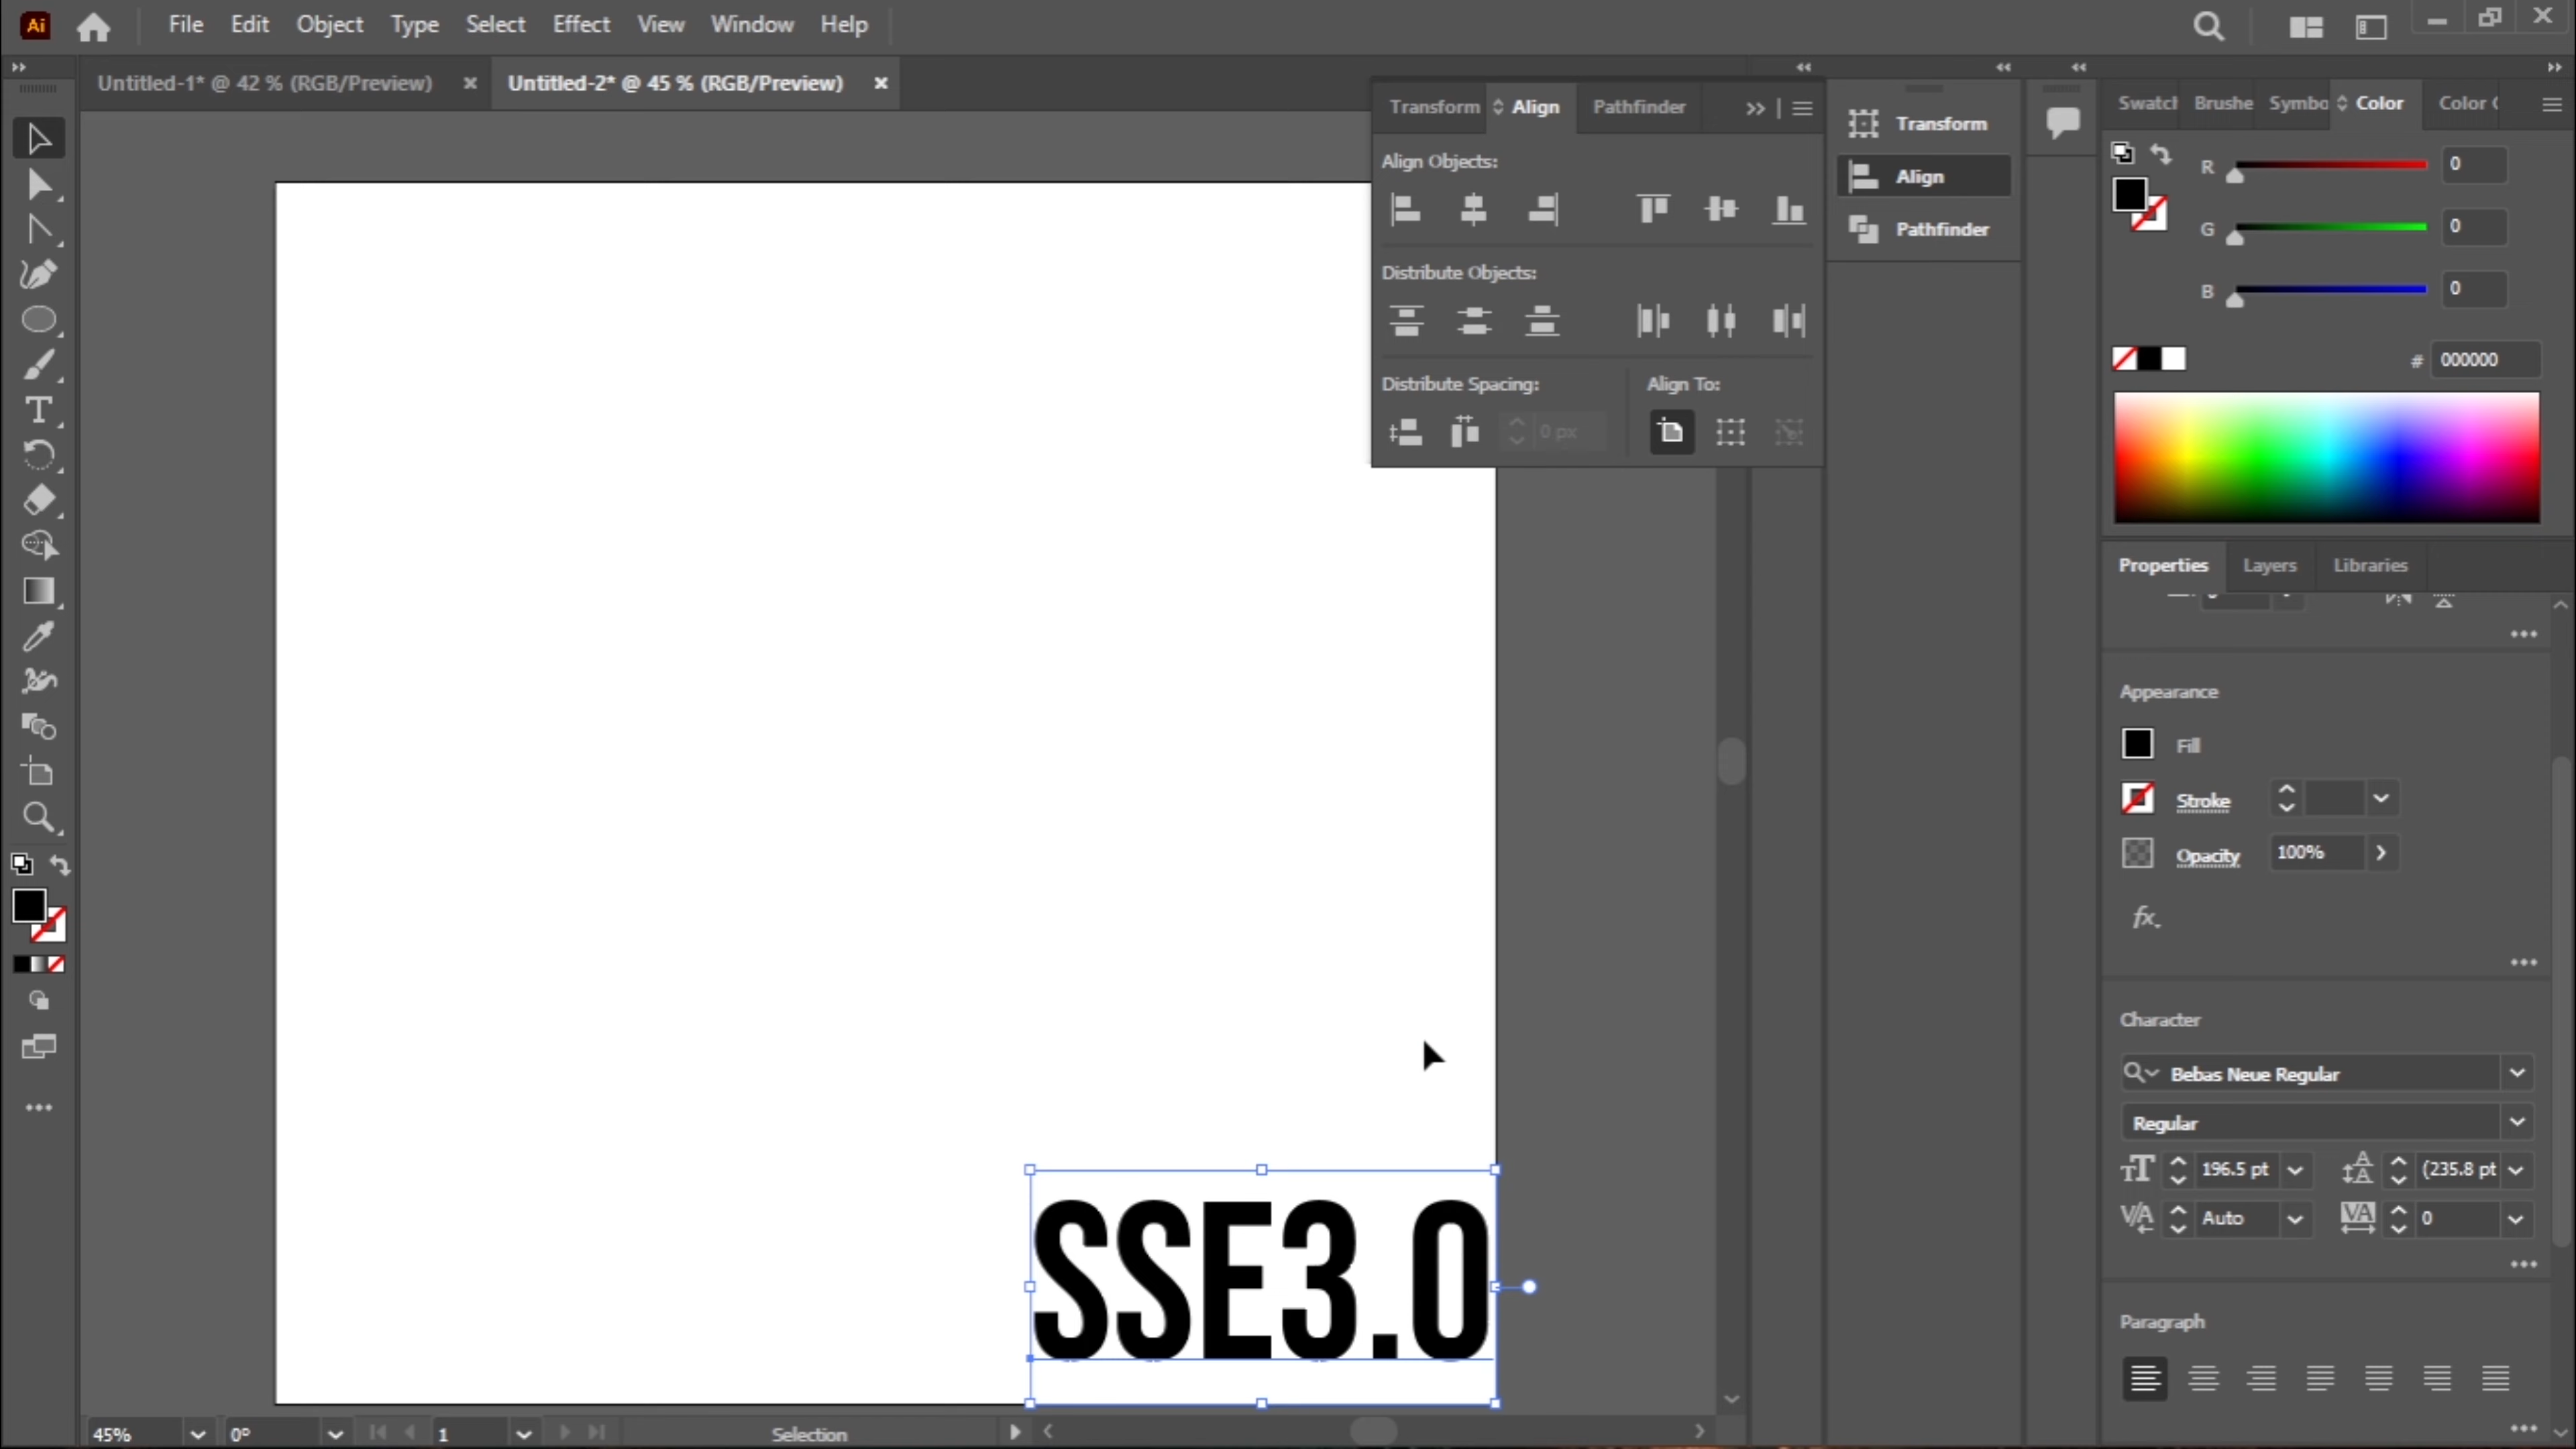 Ai File Edit Object Type Select Effect View Window Help
Untitled-1* @ 42 % (RGB/Preview) × Untitled-2* @ 45 % (RGB/Preview) ×
Transform Align Pathfinder
Align Objects:
Distribute Objects:
Distribute Spacing: Align To:
0 px
Transform
Align
Pathfinder
Swatch Brushe Symbo Color Color
R 0
G 0
B 0
# 000000
Properties Layers Libraries
Appearance
Fill
Stroke
Opacity 100%
fx.
Character
Bebas Neue Regular
Regular
196.5 pt (235.8 pt
Auto 0
Paragraph
SSE3.0
45% 0° 1 Selection